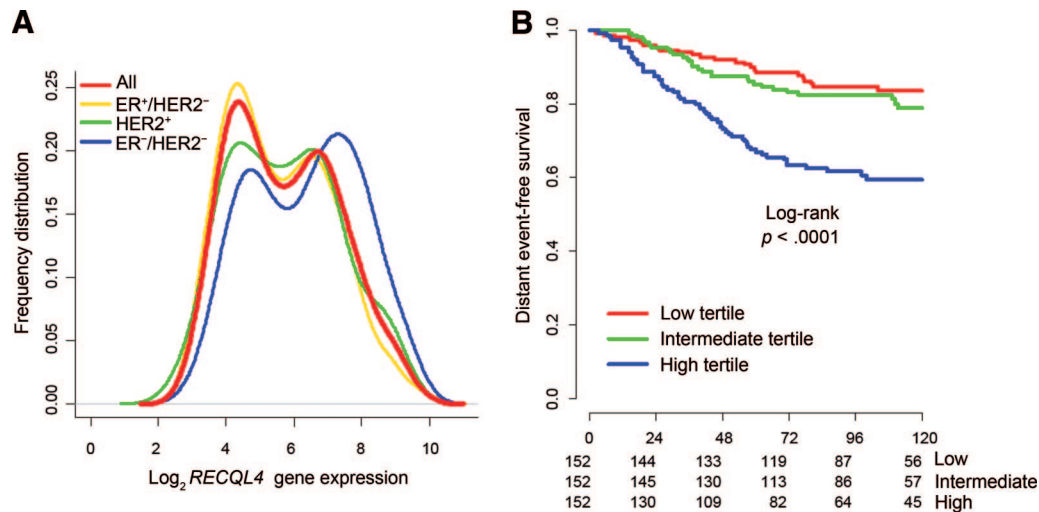 A
All
ER⁺/HER2⁻
HER2⁺
ER⁻/HER2⁻
Frequency distribution
0.25
0.20
0.15
0.10
0.05
0.00
0 2 4 6 8 10
Log₂ RECQL4 gene expression
B
Distant event-free survival
1.0
0.8
0.6
0.4
0.2
0.0
Log-rank
p < .0001
Low tertile
Intermediate tertile
High tertile
0 24 48 72 96 120
152 144 133 119 87 56 Low
152 145 130 113 86 57 Intermediate
152 130 109 82 64 45 High